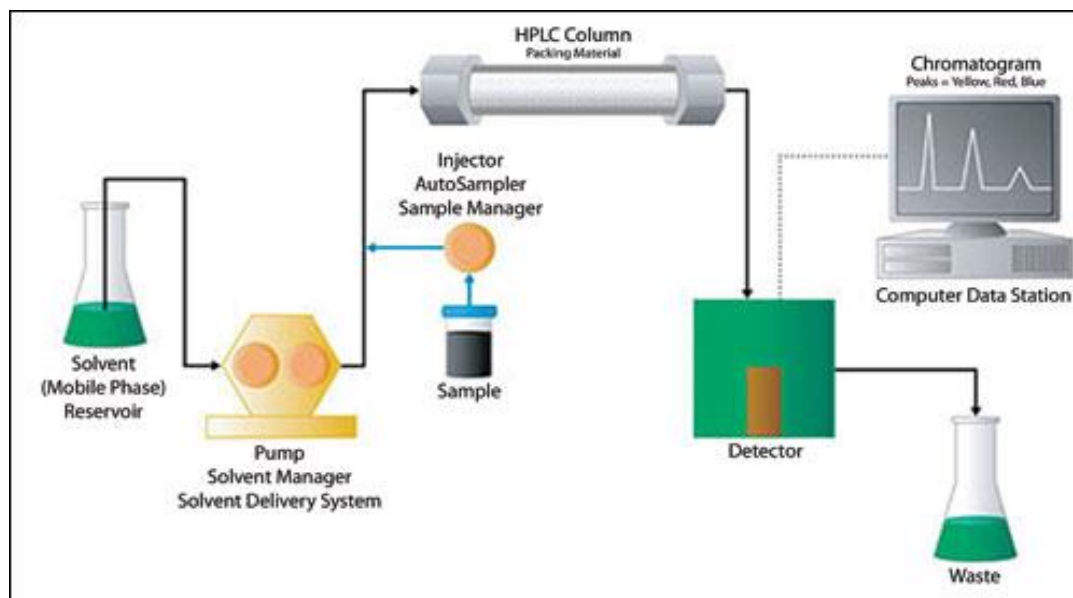 HPLC Column
Packing Material
Chromatogram
Peaks = Yellow, Red, Blue
Injector
AutoSampler
Sample Manager
Solvent
(Mobile Phase)
Reservoir
Sample
Computer Data Station
Pump
Solvent Manager
Solvent Delivery System
Detector
Waste